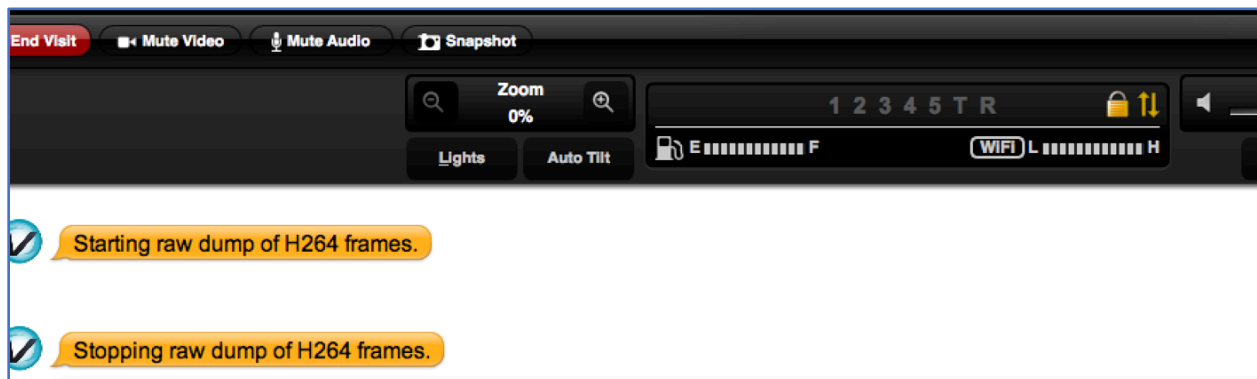 End Visit Mute Video Mute Audio Snapshot
Zoom
0%
1 2 3 4 5 T R
Lights Auto Tilt E F WIFI L H
Starting raw dump of H264 frames.
Stopping raw dump of H264 frames.